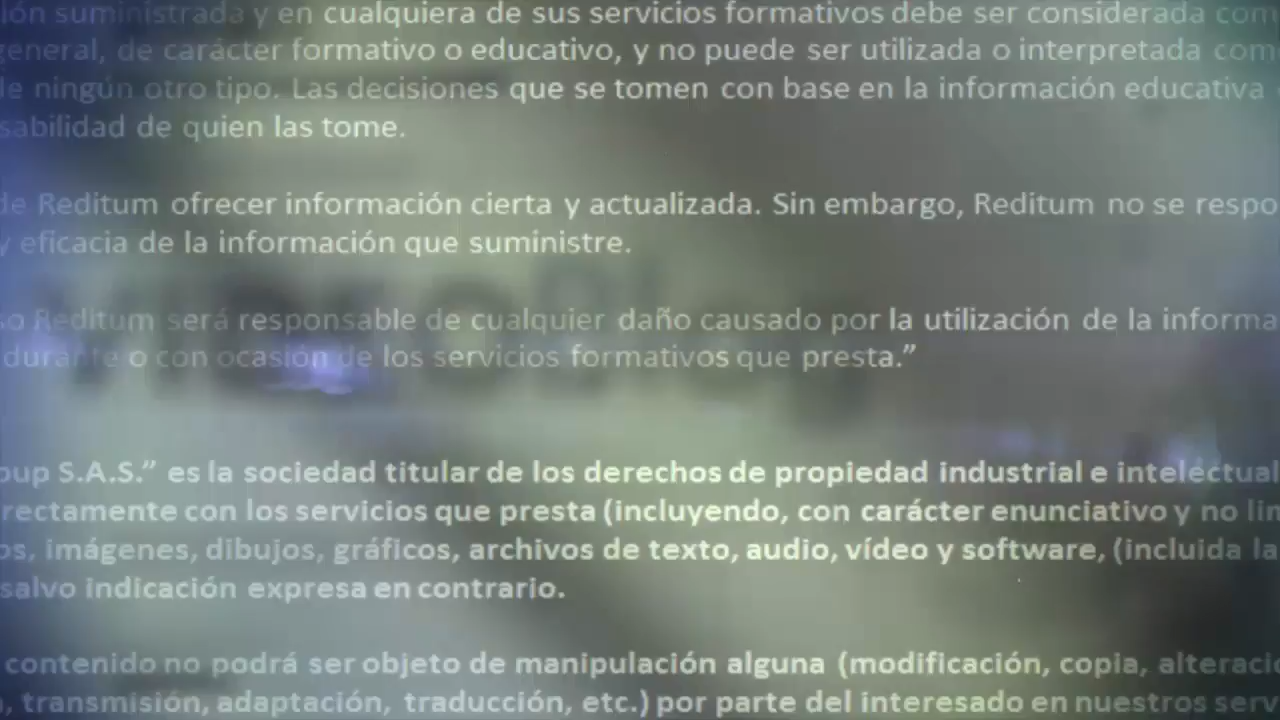 ión suministrada y en cualquiera de sus servicios formativos debe ser considerada com
general, de carácter formativo o educativo, y no puede ser utilizada o interpretada com
de ningún otro tipo. Las decisiones que se tomen con base en la información educativa
sabilidad de quien las tome.
de Reditum ofrecer información cierta y actualizada. Sin embargo, Reditum no se respo
y eficacia de la información que suministre.
so Reditum será responsable de cualquier daño causado por la utilización de la informa
durante o con ocasión de los servicios formativos que presta.”
oup S.A.S.” es la sociedad titular de los derechos de propiedad industrial e intelectual
rectamente con los servicios que presta (incluyendo, con carácter enunciativo y no lim
os, imágenes, dibujos, gráficos, archivos de texto, audio, vídeo y software, (incluida la
salvo indicación expresa en contrario.
contenido no podrá ser objeto de manipulación alguna (modificación, copia, alteraci
, transmisión, adaptación, traducción, etc.) por parte del interesado en nuestros serv